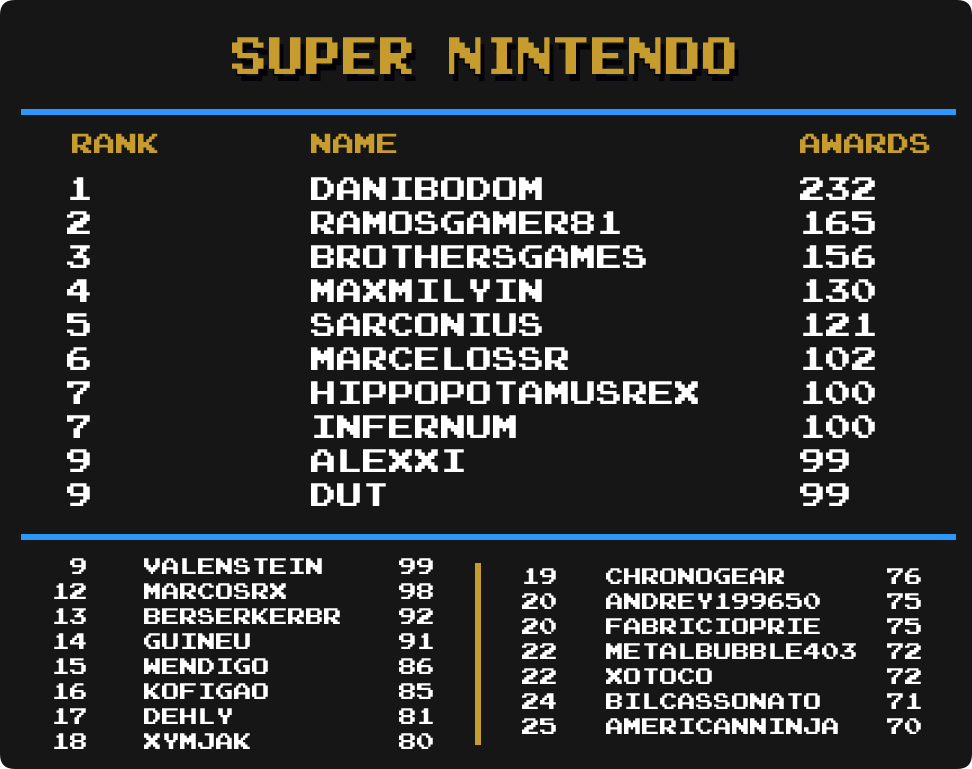 SUPER NINTENDO
RANK NAME AWARDS
1 DANIBODOM 232
2 RAMOSGAMER81 165
3 BROTHERSGAMES 156
4 MAXMILYIN 130
5 SARCONIUS 121
6 MARCELOSSR 102
7 HIPPOPOTAMUSREX 100
7 INFERNUM 100
9 ALEXXI 99
9 DUT 99
9 VALENSTEIN 99
12 MARCOSRX 98
13 BERSERKERBR 92
14 GUINEU 91
15 WENDIGO 86
16 KOFIGAO 85
17 DEHLY 81
18 XYMJAK 80
19 CHRONOGEAR 76
20 ANDREY199650 75
20 FABRICIOPRIE 75
22 METALBUBBLE403 72
22 XOTOCO 72
24 BILCASSONATO 71
25 AMERICANNINJA 70